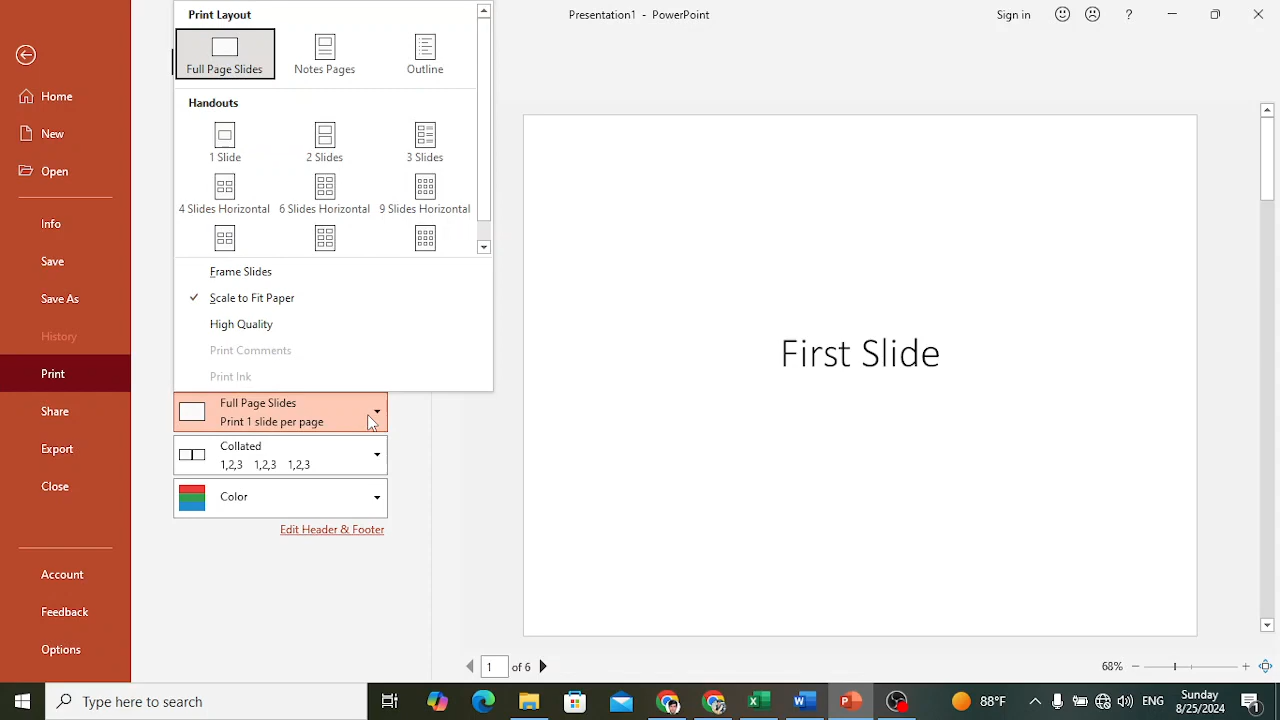 Presentation1 - PowerPoint
Sign in
?
Home
New
Open
Info
Save
Save As
History
Print
Share
Export
Close
Account
Feedback
Options
Print Layout
Full Page Slides
Notes Pages
Outline
Handouts
1 Slide
2 Slides
3 Slides
4 Slides Horizontal
6 Slides Horizontal
9 Slides Horizontal
Frame Slides
Scale to Fit Paper
High Quality
Print Comments
Print Ink
Full Page Slides
Print 1 slide per page
Collated
1,2,3 1,2,3 1,2,3
Color
Edit Header & Footer
First Slide
1 of 6
68%
Type here to search
88°F
ENG
Sunday
8/25/2024
1